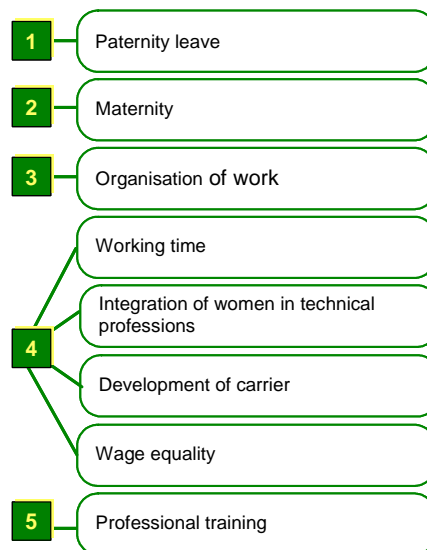 1 Paternity leave
2 Maternity
3 Organisation of work
Working time
Integration of women in technical
professions
4
Development of carrier
Wage equality
5 Professional training